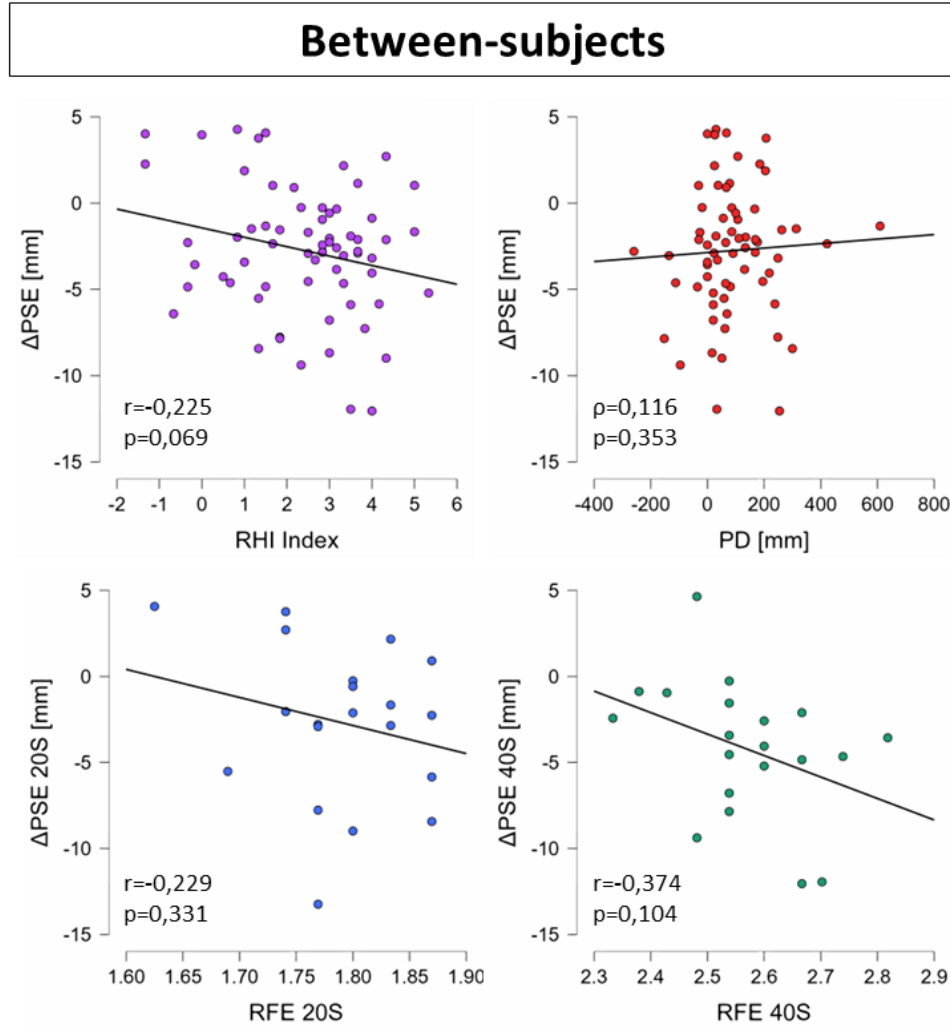 Between-subjects
5
0
-5
-10
-15
ΔPSE [mm]
r=-0,225
p=0,069
-2 -1 0 1 2 3 4 5 6
RHI Index
5
0
-5
-10
-15
ΔPSE [mm]
ρ=0,116
p=0,353
-400 -200 0 200 400 600 800
PD [mm]
5
0
-5
-10
-15
ΔPSE 20S [mm]
r=-0,229
p=0,331
1.60 1.65 1.70 1.75 1.80 1.85 1.90
RFE 20S
5
0
-5
-10
-15
ΔPSE 40S [mm]
r=-0,374
p=0,104
2.3 2.4 2.5 2.6 2.7 2.8 2.9
RFE 40S